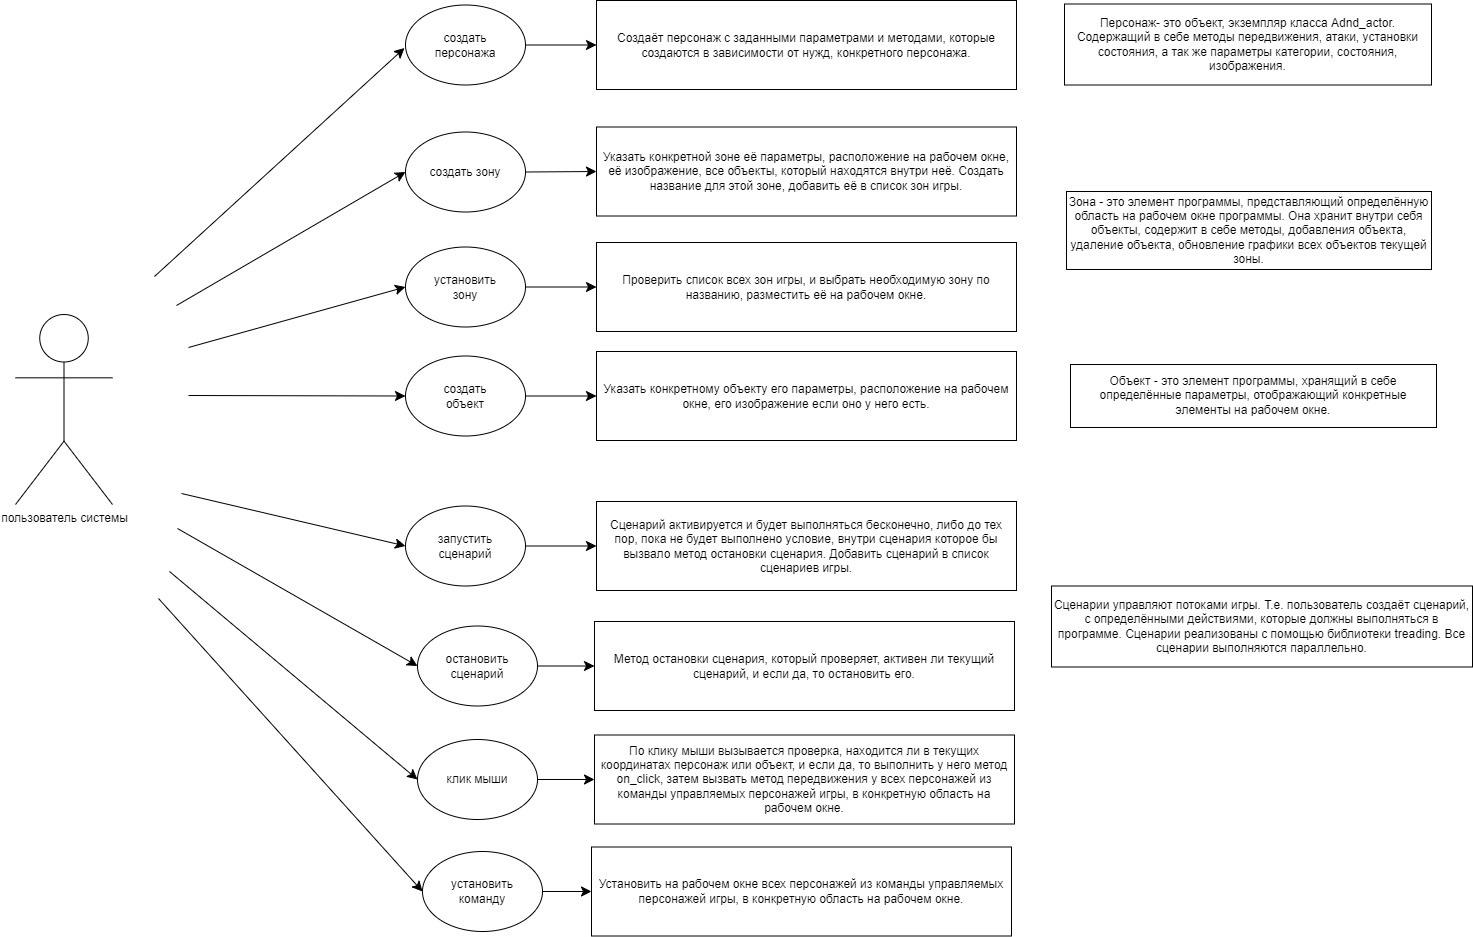 создать
персонажа
Создаёт персонаж с заданными параметрами и методами, которые
создаются в зависимости от нужд, конкретного персонажа.
Персонаж- это объект, экземпляр класса Adnd_actor.
Содержащий в себе методы передвижения, атаки, установки
состояния, а так же параметры категории, состояния,
изображения.
создать зону
Указать конкретной зоне её параметры, расположение на рабочем окне,
её изображение, все объекты, который находятся внутри неё. Создать
название для этой зоне, добавить её в список зон игры.
Зона - это элемент программы, представляющий определённую
область на рабочем окне программы. Она хранит внутри себя
объекты, содержит в себе методы, добавления объекта,
удаление объекта, обновление графики всех объектов текущей
зоны.
установить
зону
Проверить список всех зон игры, и выбрать необходимую зону по
названию, разместить её на рабочем окне.
создать
объект
Указать конкретному объекту его параметры, расположение на рабочем
окне, его изображение если оно у него есть.
Объект - это элемент программы, хранящий в себе
определённые параметры, отображающий конкретные
элементы на рабочем окне.
пользователь системы
запустить
сценарий
Сценарий активируется и будет выполняться бесконечно, либо до тех
пор, пока не будет выполнено условие, внутри сценария которое бы
вызвало метод остановки сценария. Добавить сценарий в список
сценариев игры.
Сценарии управляют потоками игры. Т.е. пользователь создаёт сценарий,
с определёнными действиями, которые должны выполняться в
программе. Сценарии реализованы с помощью библиотеки treading. Все
сценарии выполняются параллельно.
остановить
сценарий
Метод остановки сценария, который проверяет, активен ли текущий
сценарий, и если да, то остановить его.
клик мыши
По клику мыши вызывается проверка, находится ли в текущих
координатах персонаж или объект, и если да, то выполнить у него метод
on_click, затем вызвать метод передвижения у всех персонажей из
команды управляемых персонажей игры, в конкретную область на
рабочем окне.
установить
команду
Установить на рабочем окне всех персонажей из команды управляемых
персонажей игры, в конкретную область на рабочем окне.